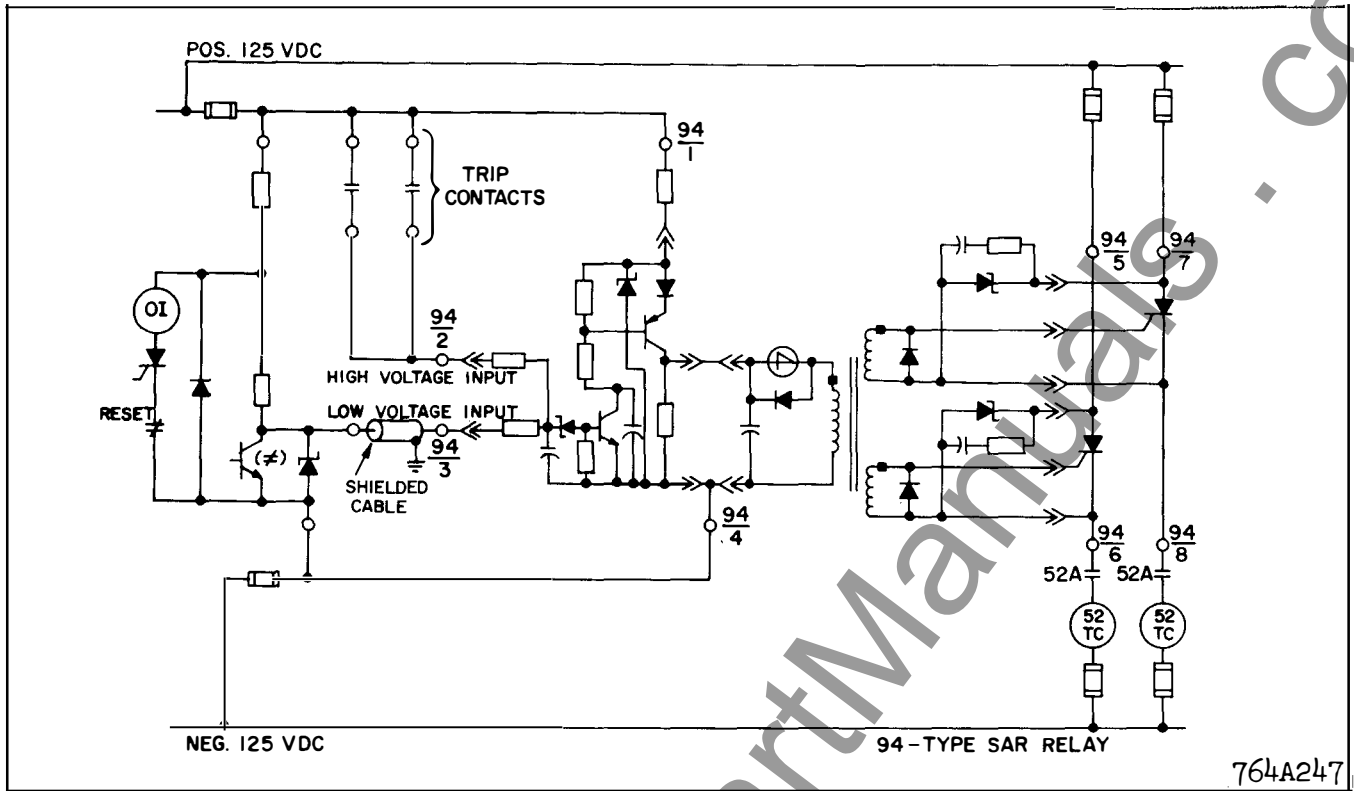 POS. 125 VDC
94
1
TRIP
CONTACTS
94
5
94
7
OI
94
2
HIGH VOLTAGE INPUT
RESET
LOW VOLTAGE INPUT
(≠)
94
3
SHIELDED
CABLE
94
4
94
6
94
8
52A
52A
52
TC
52
TC
NEG. 125 VDC
94-TYPE SAR RELAY
764A247
artManuals . co